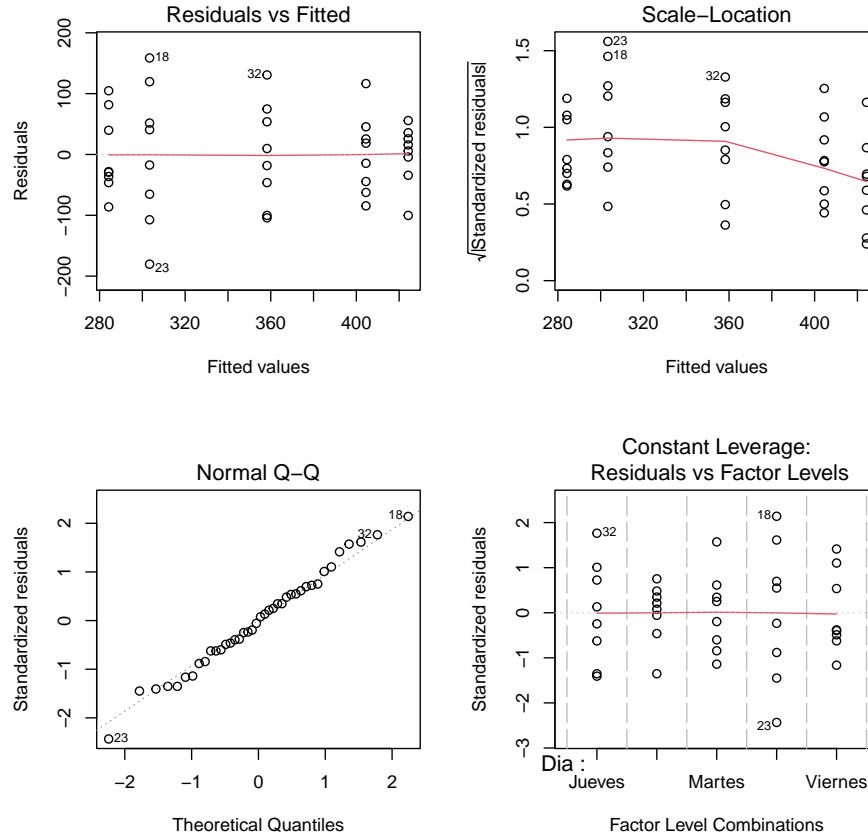 Residuals vs Fitted
Residuals
200
100
0
−100
−200
18
32
23
280
320
360
400
Fitted values
Scale−Location
√|Standardized residuals|
1.5
1.0
0.5
0.0
23
18
32
280
320
360
400
Fitted values
Normal Q−Q
Standardized residuals
2
1
0
−1
−2
18
32
23
−2
−1
0
1
2
Theoretical Quantiles
Constant Leverage:
Residuals vs Factor Levels
Standardized residuals
2
1
0
−1
−2
−3
32
18
23
Dia :
Jueves
Martes
Viernes
Factor Level Combinations